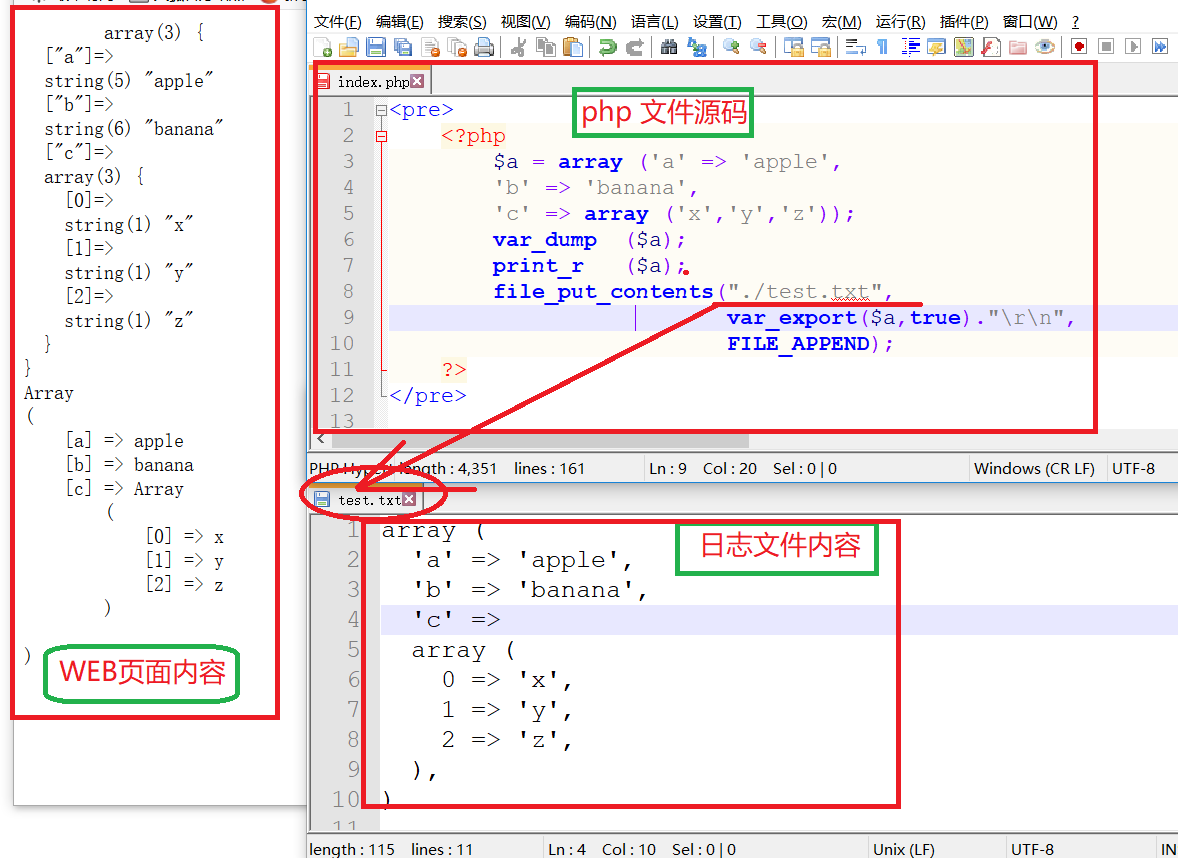 array(3) {
["a"]=>
string(5) "apple"
["b"]=>
string(6) "banana"
["c"]=>
array(3) {
[0]=>
string(1) "x"
[1]=>
string(1) "y"
[2]=>
string(1) "z"
}
}
Array
(
[a] => apple
[b] => banana
[c] => Array
(
[0] => x
[1] => y
[2] => z
)
)
WEB页面内容
文件(F) 编辑(E) 搜索(S) 视图(V) 编码(N) 语言(L) 设置(T) 工具(O) 宏(M) 运行(R) 插件(P) 窗口(W) ?
index.php
php 文件源码
1 <pre>
2 <?php
3 $a = array ('a' => 'apple',
4 'b' => 'banana',
5 'c' => array ('x','y','z'));
6 var_dump ($a);
7 print_r ($a);
8 file_put_contents("./test.txt",
9 var_export($a,true)."\r\n",
10 FILE_APPEND);
11 ?>
12 </pre>
13
length : 4,351 lines : 161 Ln : 9 Col : 20 Sel : 0 | 0 Windows (CR LF) UTF-8
test.txt
日志文件内容
1 array (
2 'a' => 'apple',
3 'b' => 'banana',
4 'c' =>
5 array (
6 0 => 'x',
7 1 => 'y',
8 2 => 'z',
9 ),
10 )
11
length : 115 lines : 11 Ln : 4 Col : 10 Sel : 0 | 0 Unix (LF) UTF-8 IN